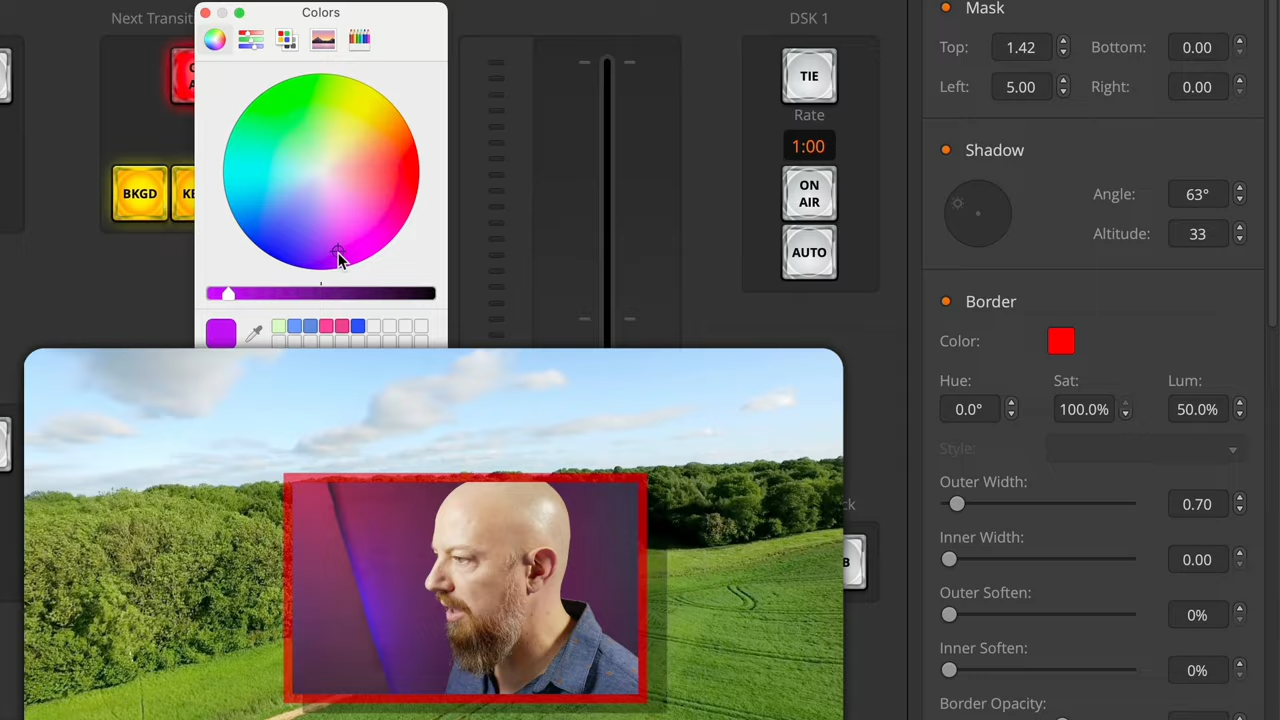 Next Transit
Colors
DSK 1
Mask
Top: 1.42 Bottom: 0.00
TIE
Left: 5.00 Right: 0.00
Rate
1:00
Shadow
BKGD
ON AIR
Angle: 63°
Altitude: 33
AUTO
Border
Color:
Hue: Sat: Lum:
0.0° 100.0% 50.0%
Style:
Outer Width:
0.70
Inner Width:
0.00
Outer Soften:
0%
Inner Soften:
0%
Border Opacity: